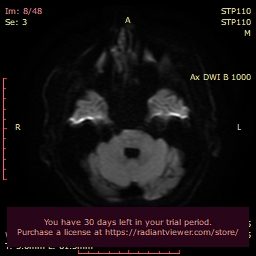 Im: 8/48
Se: 3
A
STP110
STP110
M
Ax DWI B 1000
R
L
You have 30 days left in your trial period.
Purchase a license at https://radiantviewer.com/store/